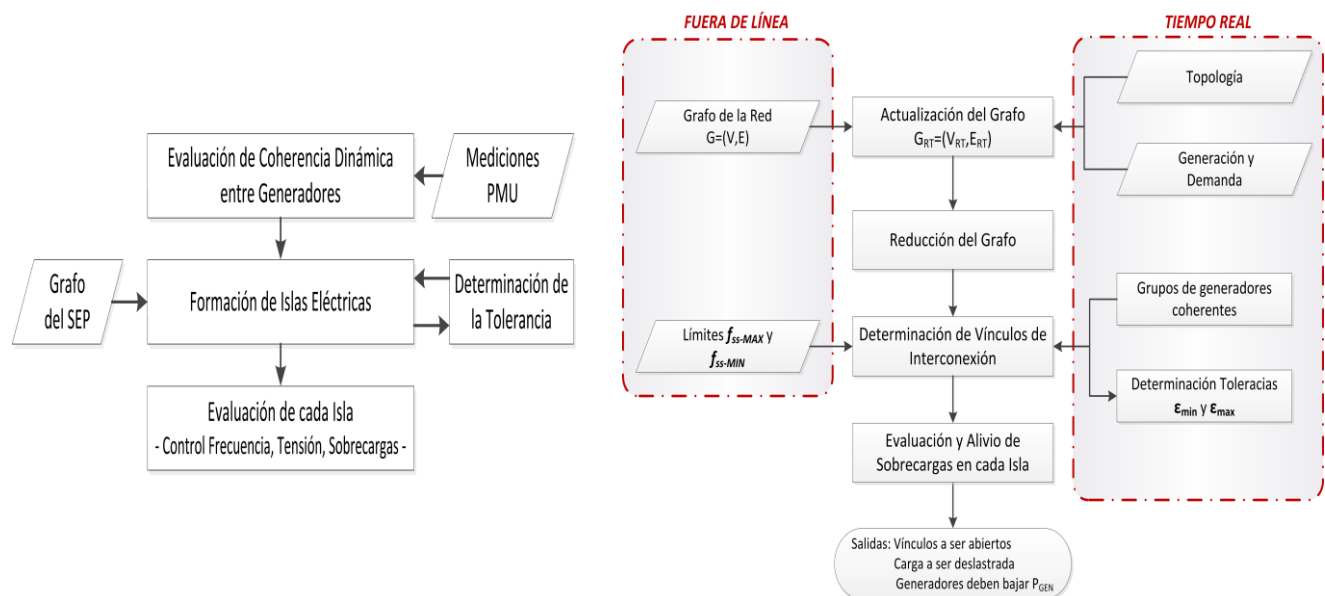 Evaluación de Coherencia Dinámica
entre Generadores
Mediciones
PMU
Grafo
del SEP
Formación de Islas Eléctricas
Determinación de
la Tolerancia
Evaluación de cada Isla
- Control Frecuencia, Tensión, Sobrecargas -
FUERA DE LÍNEA
TIEMPO REAL
Grafo de la Red
G=(V,E)
Actualización del Grafo
GRT=(VRT,ERT)
Topología
Generación y
Demanda
Reducción del Grafo
Límites fss-MAX y
fss-MIN
Determinación de Vínculos de
Interconexión
Grupos de generadores
coherentes
Determinación Toleracias
εmin y εmax
Evaluación y Alivio de
Sobrecargas en cada Isla
Salidas: Vínculos a ser abiertos
Carga a ser deslastrada
Generadores deben bajar PGEN